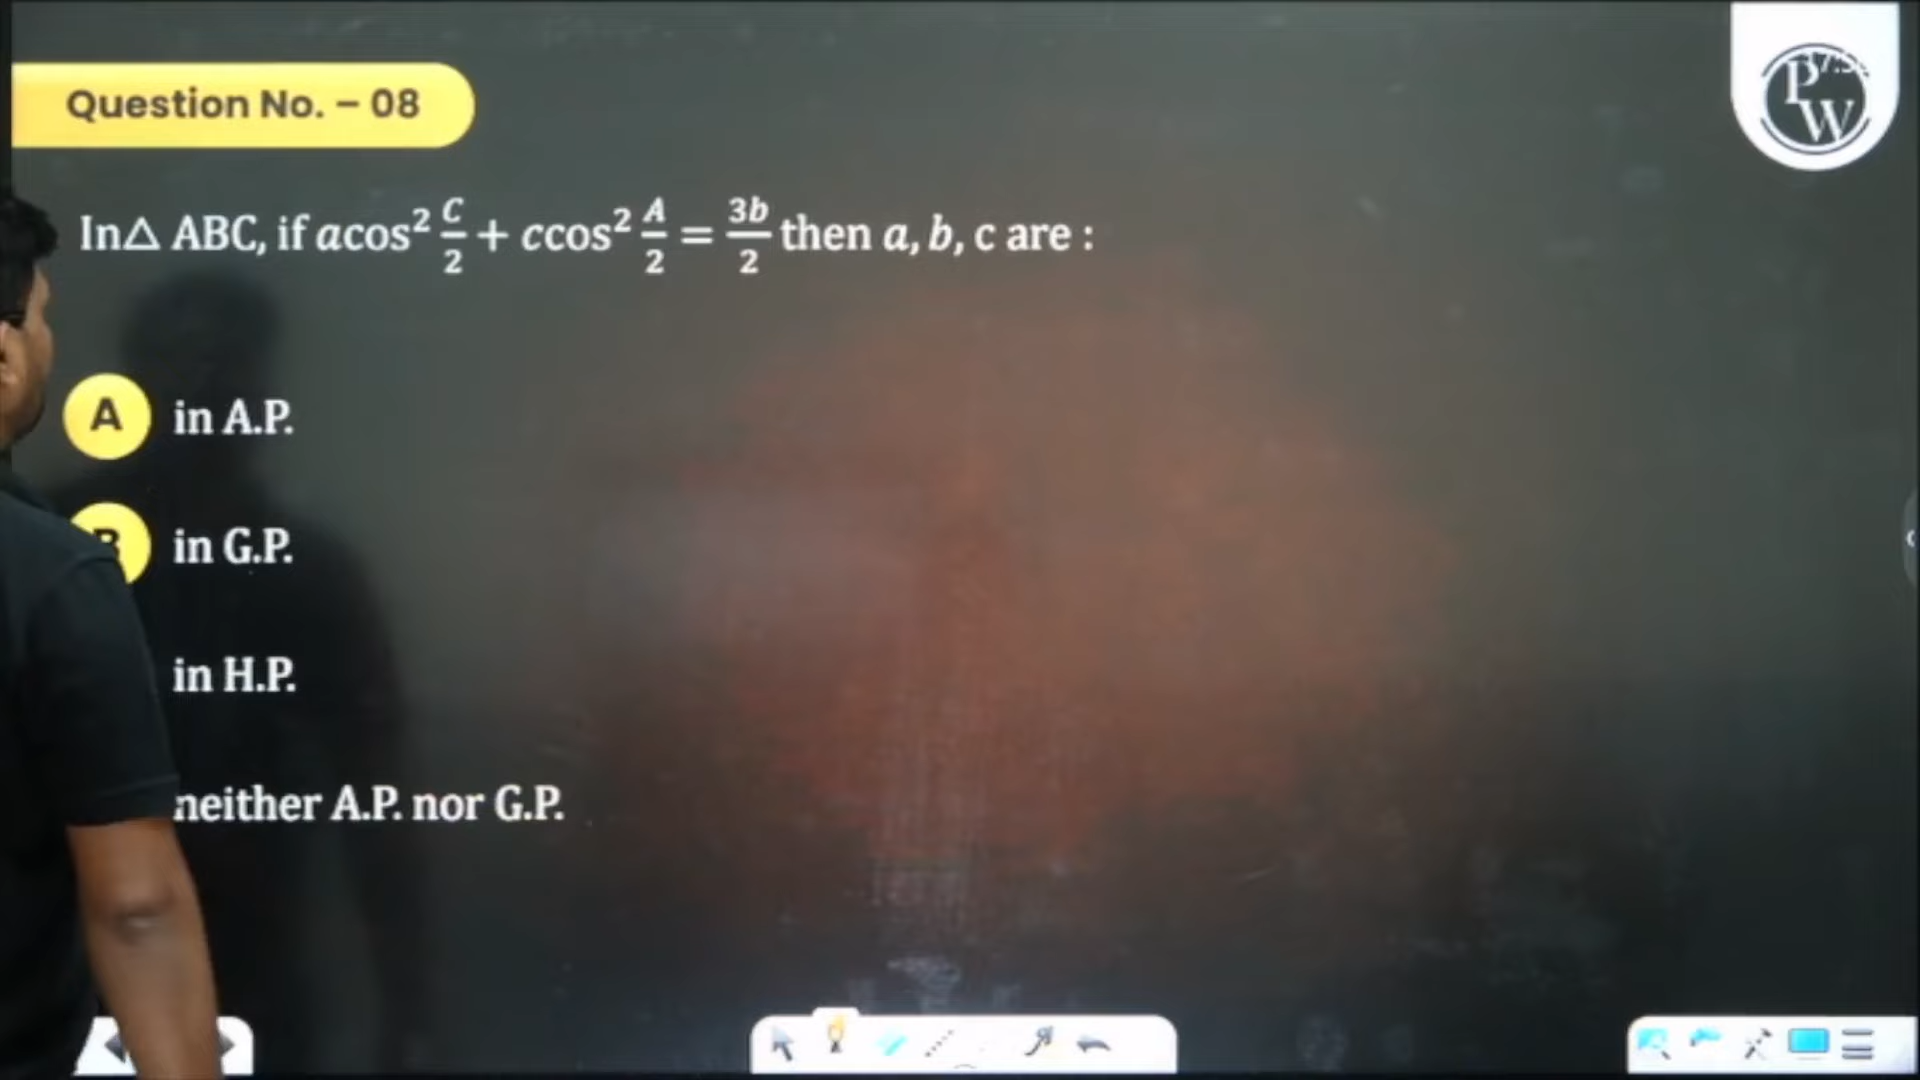 Question No. – 08
PW
In△ ABC, if acos² C/2 + ccos² A/2 = 3b/2 then a, b, c are :
A in A.P.
B in G.P.
in H.P.
neither A.P. nor G.P.